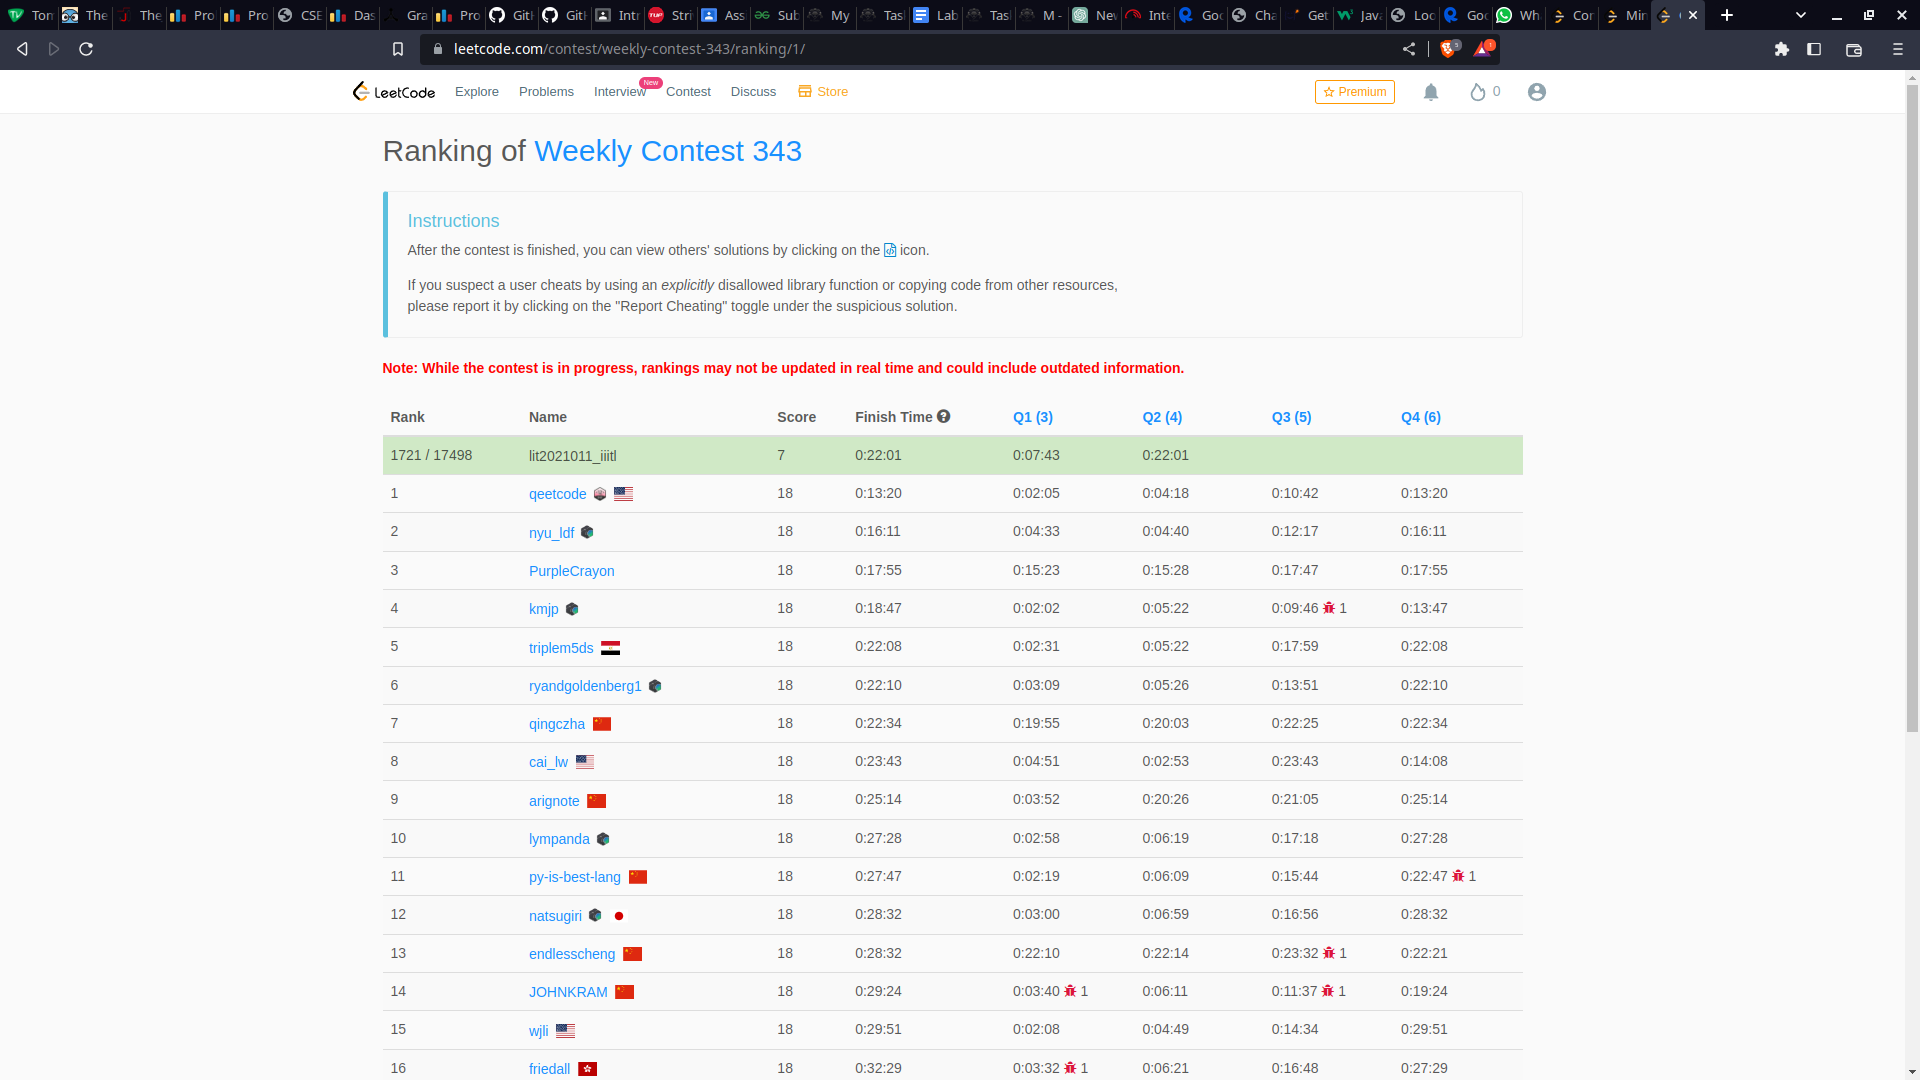 Ton
The
The
Pro
Pro
CSE
Das
Gra
Pro
Gitl
Gitl
Intr
Stri
Ass
Sub
My
Tasl
Lab
Tasl
M -
Nev
Inte
Goo
Cha
Get
Java
Loc
Goo
Wha
Cor
Min
leetcode.com/contest/weekly-contest-343/ranking/1/
LeetCode Explore Problems Interview New Contest Discuss Store Premium 0
Ranking of Weekly Contest 343
Instructions
After the contest is finished, you can view others' solutions by clicking on the icon.
If you suspect a user cheats by using an explicitly disallowed library function or copying code from other resources,
please report it by clicking on the "Report Cheating" toggle under the suspicious solution.
Note: While the contest is in progress, rankings may not be updated in real time and could include outdated information.
Rank Name Score Finish Time Q1 (3) Q2 (4) Q3 (5) Q4 (6)
1721 / 17498 lit2021011_iiitl 7 0:22:01 0:07:43 0:22:01
1 qeetcode 18 0:13:20 0:02:05 0:04:18 0:10:42 0:13:20
2 nyu_ldf 18 0:16:11 0:04:33 0:04:40 0:12:17 0:16:11
3 PurpleCrayon 18 0:17:55 0:15:23 0:15:28 0:17:47 0:17:55
4 kmjp 18 0:18:47 0:02:02 0:05:22 0:09:46 1 0:13:47
5 triplem5ds 18 0:22:08 0:02:31 0:05:22 0:17:59 0:22:08
6 ryandgoldenberg1 18 0:22:10 0:03:09 0:05:26 0:13:51 0:22:10
7 qingczha 18 0:22:34 0:19:55 0:20:03 0:22:25 0:22:34
8 cai_lw 18 0:23:43 0:04:51 0:02:53 0:23:43 0:14:08
9 arignote 18 0:25:14 0:03:52 0:20:26 0:21:05 0:25:14
10 lympanda 18 0:27:28 0:02:58 0:06:19 0:17:18 0:27:28
11 py-is-best-lang 18 0:27:47 0:02:19 0:06:09 0:15:44 0:22:47 1
12 natsugiri 18 0:28:32 0:03:00 0:06:59 0:16:56 0:28:32
13 endlesscheng 18 0:28:32 0:22:10 0:22:14 0:23:32 1 0:22:21
14 JOHNKRAM 18 0:29:24 0:03:40 1 0:06:11 0:11:37 1 0:19:24
15 wjli 18 0:29:51 0:02:08 0:04:49 0:14:34 0:29:51
16 friedall 18 0:32:29 0:03:32 1 0:06:21 0:16:48 0:27:29